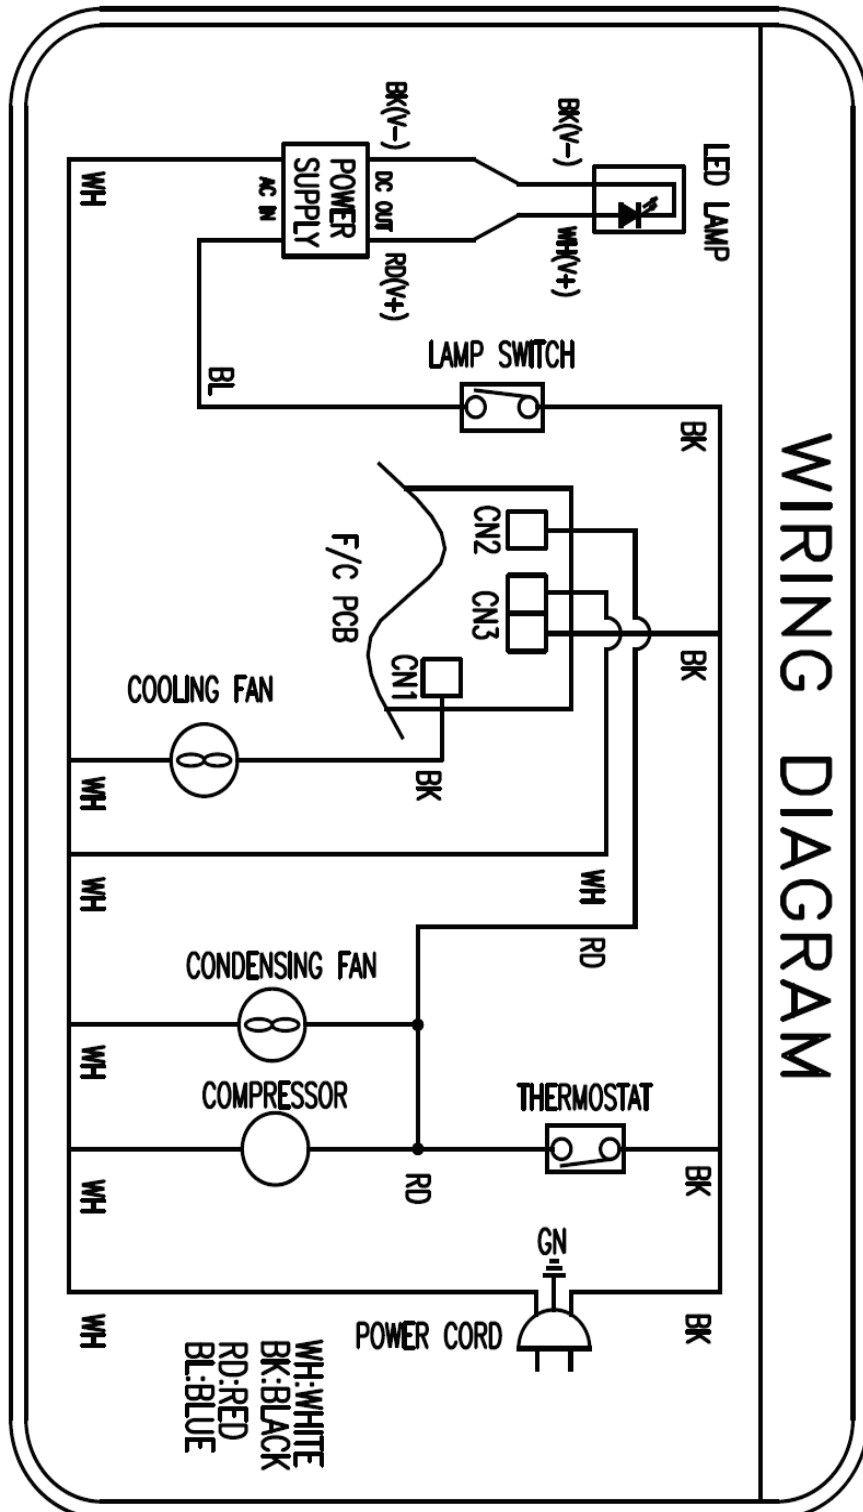 WIRING DIAGRAM
LED LAMP
BK(V-)
WH(V+)
BK(V-)
RD(V+)
POWER
SUPPLY
DC OUT
AC IN
WH
BL
LAMP SWITCH
BK
CN2
CN3
CN1
F/C PCB
BK
COOLING FAN
WH
BK
WH
WH
RD
CONDENSING FAN
WH
COMPRESSOR
WH
RD
THERMOSTAT
BK
GN
POWER CORD
WH
BK
WH:WHITE
BK:BLACK
RD:RED
BL:BLUE